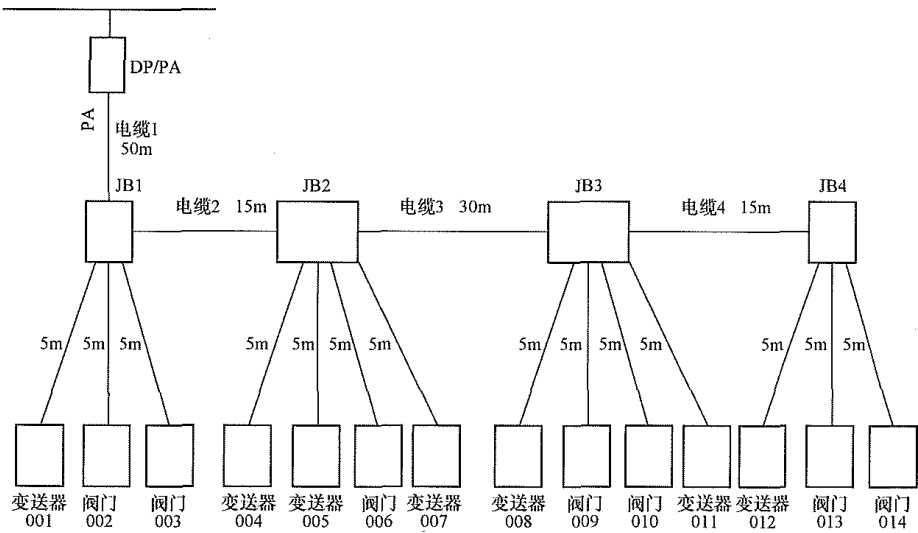 DP/PA
PA
电缆1
50m
JB1
JB2
JB3
JB4
电缆2 15m
电缆3 30m
电缆4 15m
5m 5m 5m 5m 5m 5m 5m 5m 5m 5m 5m 5m 5m 5m
变送器 阀门 阀门 变送器 变送器 阀门 变送器 变送器 阀门 阀门 变送器 变送器 阀门 阀门
001 002 003 004 005 006 007 008 009 010 011 012 013 014